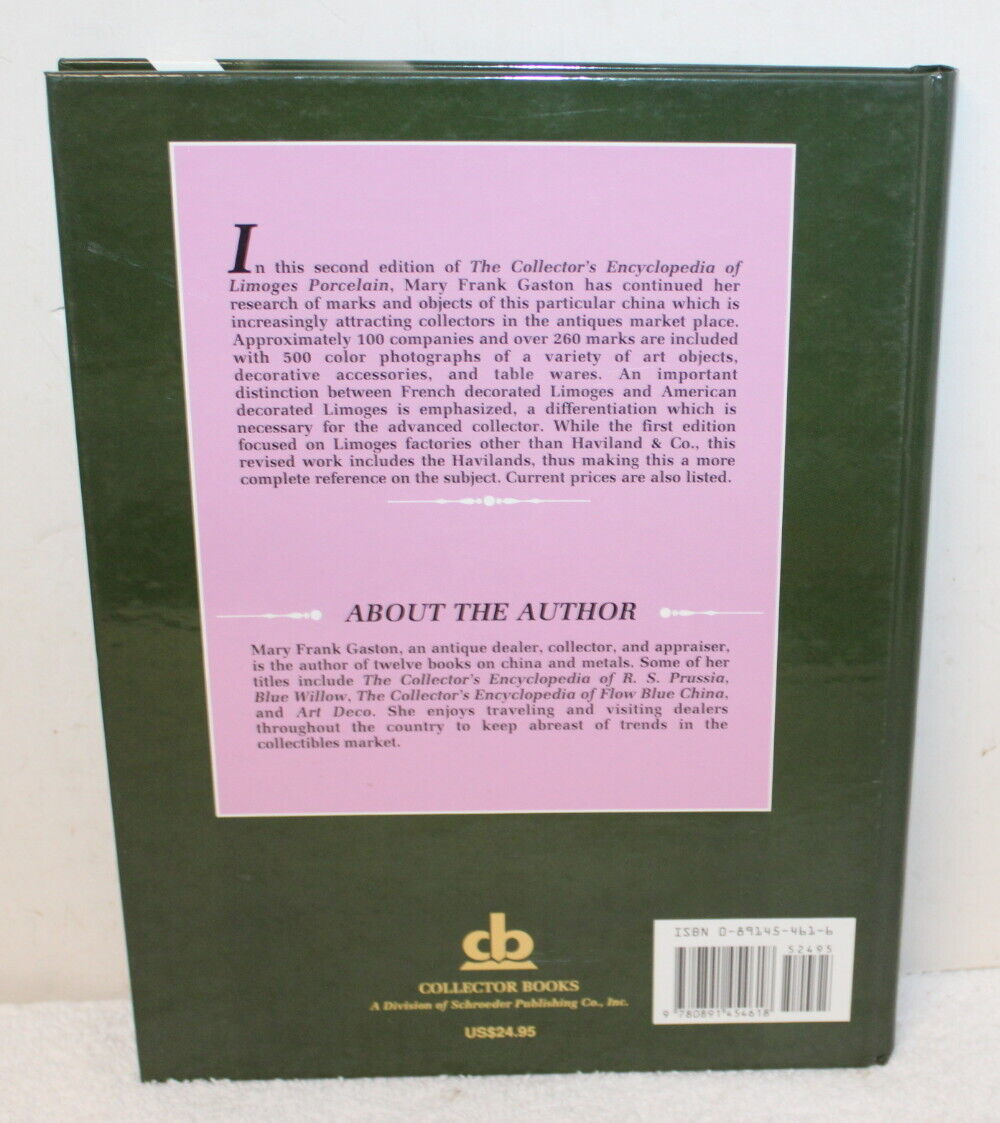 In this second edition of The Collector's Encyclopedia of
Limoges Porcelain, Mary Frank Gaston has continued her
research of marks and objects of this particular china which is
increasingly attracting collectors in the antiques market place.
Approximately 100 companies and over 260 marks are included
with 500 color photographs of a variety of art objects,
decorative accessories, and table wares. An important
distinction between French decorated Limoges and American
decorated Limoges is emphasized, a differentiation which is
necessary for the advanced collector. While the first edition
focused on Limoges factories other than Haviland & Co., this
revised work includes the Havilands, thus making this a more
complete reference on the subject. Current prices are also listed.
ABOUT THE AUTHOR
Mary Frank Gaston, an antique dealer, collector, and appraiser,
is the author of twelve books on china and metals. Some of her
titles include The Collector's Encyclopedia of R. S. Prussia,
Blue Willow, The Collector's Encyclopedia of Flow Blue China,
and Art Deco. She enjoys traveling and visiting dealers
throughout the country to keep abreast of trends in the
collectibles market.
cb
COLLECTOR BOOKS
A Division of Schroeder Publishing Co., Inc.
US$24.95
ISBN 0-89145-461-6
52495
9 780891 454618